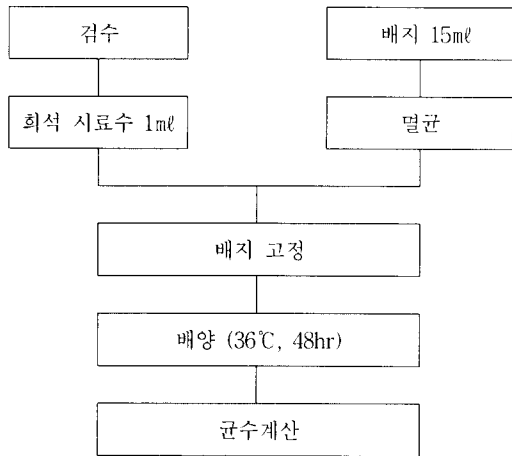 검수
배지 15㎖
희석 시료수 1㎖
멸균
배지 고정
배양 (36℃, 48hr)
균수계산